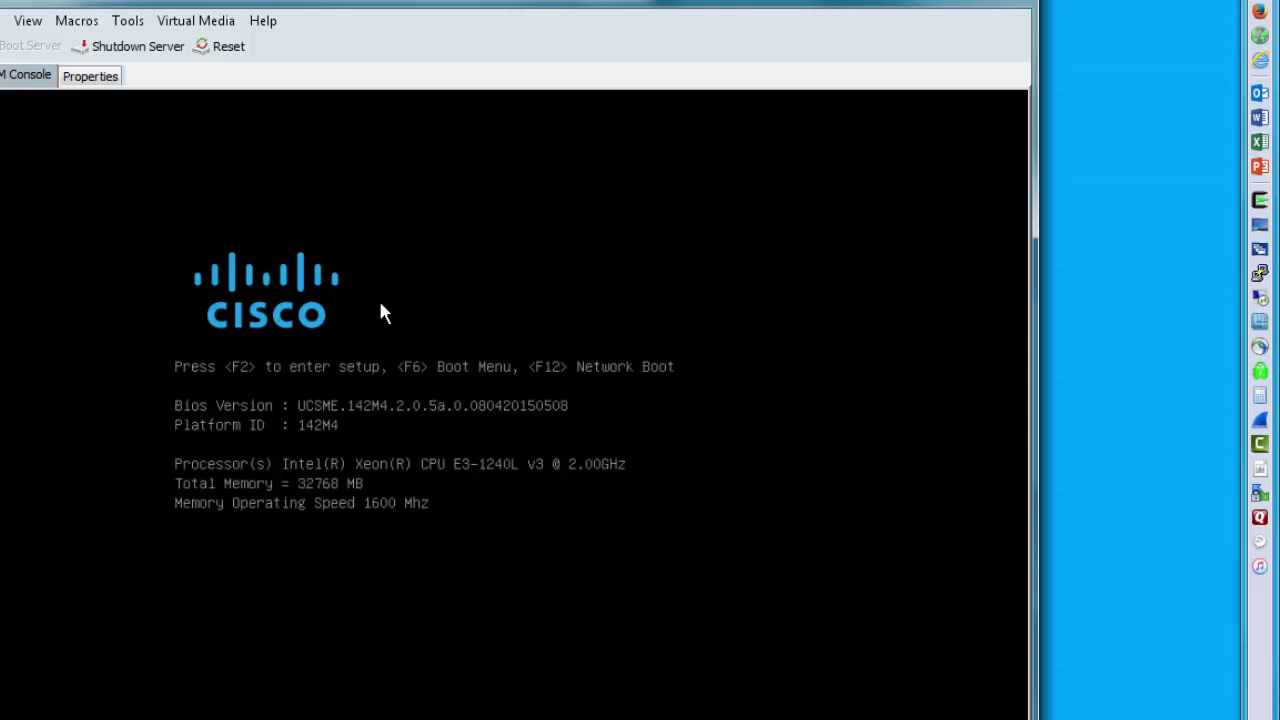 View Macros Tools Virtual Media Help
Boot Server Shutdown Server Reset
M Console Properties
CISCO
Press <F2> to enter setup, <F6> Boot Menu, <F12> Network Boot
Bios Version : UCSME.142M4.2.0.5a.0.080420150508
Platform ID : 142M4
Processor(s) Intel(R) Xeon(R) CPU E3-1240L v3 @ 2.00GHz
Total Memory = 32768 MB
Memory Operating Speed 1600 Mhz